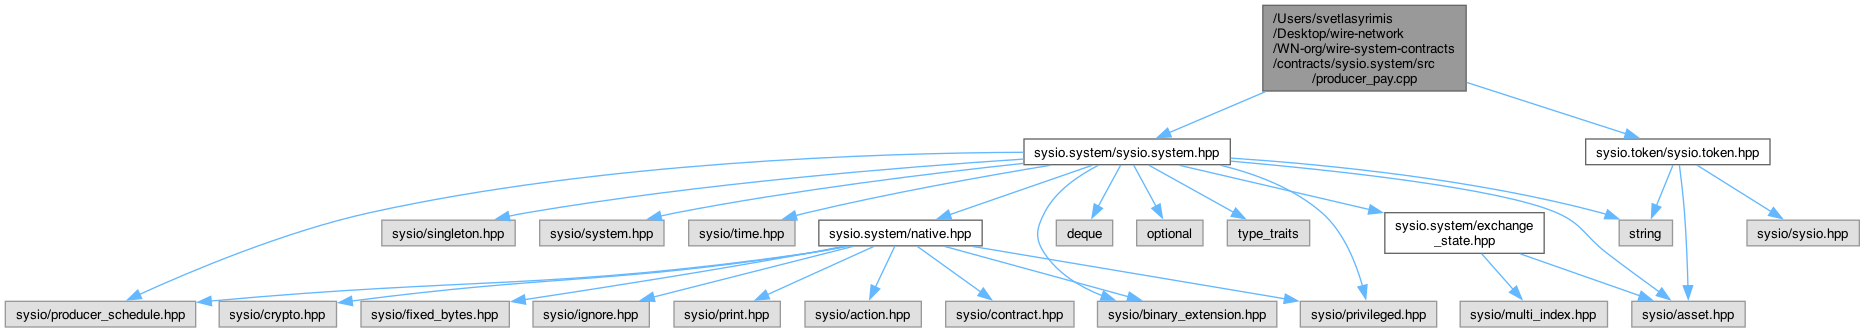 /Users/svetlasyrimis
/Desktop/wire-network
/WN-org/wire-system-contracts
/contracts/sysio.system/src
/producer_pay.cpp
sysio.system/sysio.system.hpp
sysio.token/sysio.token.hpp
sysio/singleton.hpp
sysio/system.hpp
sysio/time.hpp
sysio.system/native.hpp
deque
optional
type_traits
sysio.system/exchange
_state.hpp
string
sysio/sysio.hpp
sysio/producer_schedule.hpp
sysio/crypto.hpp
sysio/fixed_bytes.hpp
sysio/ignore.hpp
sysio/print.hpp
sysio/action.hpp
sysio/contract.hpp
sysio/binary_extension.hpp
sysio/privileged.hpp
sysio/multi_index.hpp
sysio/asset.hpp